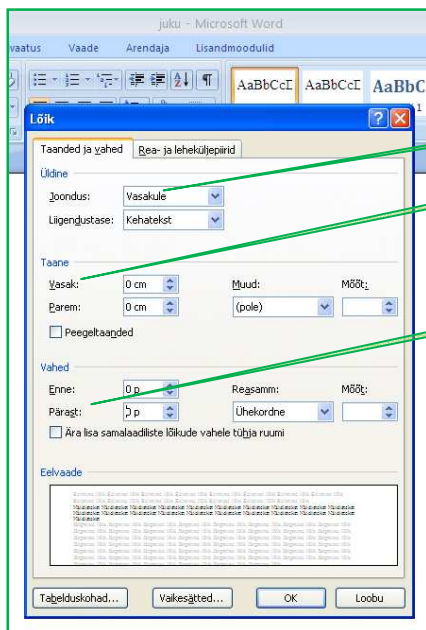 juku - Microsoft Word
vaatus Vaade Arendaja Lisandmoodulid
AaBbCcI AaBbCcI AaBbC
1
Lõik
Taanded ja vahed Rea- ja leheküljepiirid
Üldine
Joondus: Vasakule
Liigendustase: Kehatekst
Taane
Vasak: 0 cm Muud: Mõõt:
Parem: 0 cm (pole)
Peegeltaanded
Vahed
Enne: 0 p Reasamm: Mõõt:
Pärast: p Ühekordne
Ära lisa samalaadiliste lõikude vahele tühja ruumi
Eelvaade
Tabelduskohad... Vaikesätted... OK Loobu